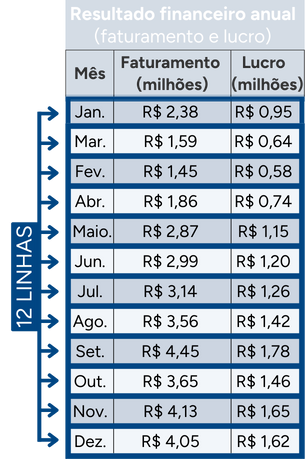 Resultado financeiro anual
(faturamento e lucro)
Mês Faturamento (milhões) Lucro (milhões)
Jan. R$ 2,38 R$ 0,95
Mar. R$ 1,59 R$ 0,64
Fev. R$ 1,45 R$ 0,58
Abr. R$ 1,86 R$ 0,74
Maio. R$ 2,87 R$ 1,15
Jun. R$ 2,99 R$ 1,20
Jul. R$ 3,14 R$ 1,26
Ago. R$ 3,56 R$ 1,42
Set. R$ 4,45 R$ 1,78
Out. R$ 3,65 R$ 1,46
Nov. R$ 4,13 R$ 1,65
Dez. R$ 4,05 R$ 1,62
12 LINHAS